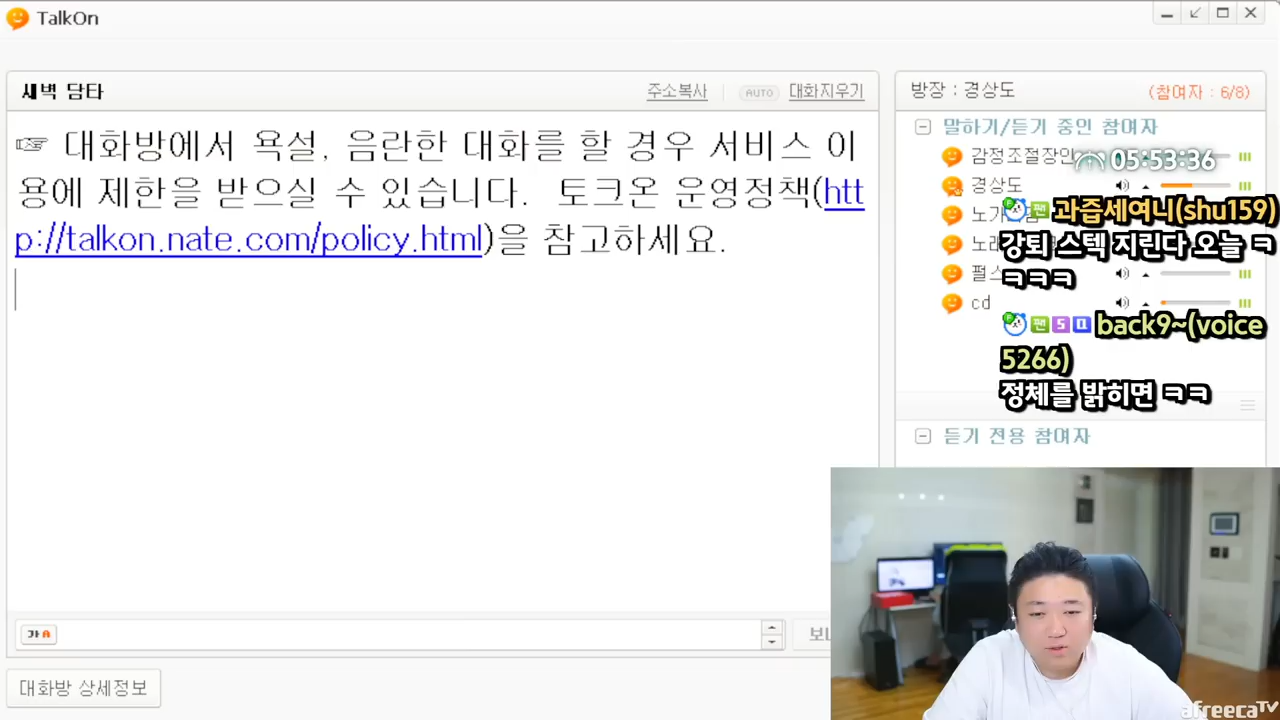 TalkOn
새벽 담타
주소복사
AUTO
대화지우기
☞ 대화방에서 욕설, 음란한 대화를 할 경우 서비스 이
용에 제한을 받으실 수 있습니다. 토크온 운영정책(htt
p://talkon.nate.com/policy.html)을 참고하세요.
가A
대화방 상세정보
방장 : 경상도
(참여자 : 6/8)
말하기/듣기 중인 참여자
감정조절장인
05:53:36
경상도
cd
팬 과즙세여니(shu159)
강퇴 스텍 지린다 오늘 ㅋ
ㅋㅋㅋ
팬 S Q back9~(voice
5266)
정체를 밝히면 ㅋㅋ
듣기 전용 참여자
afreecaTV